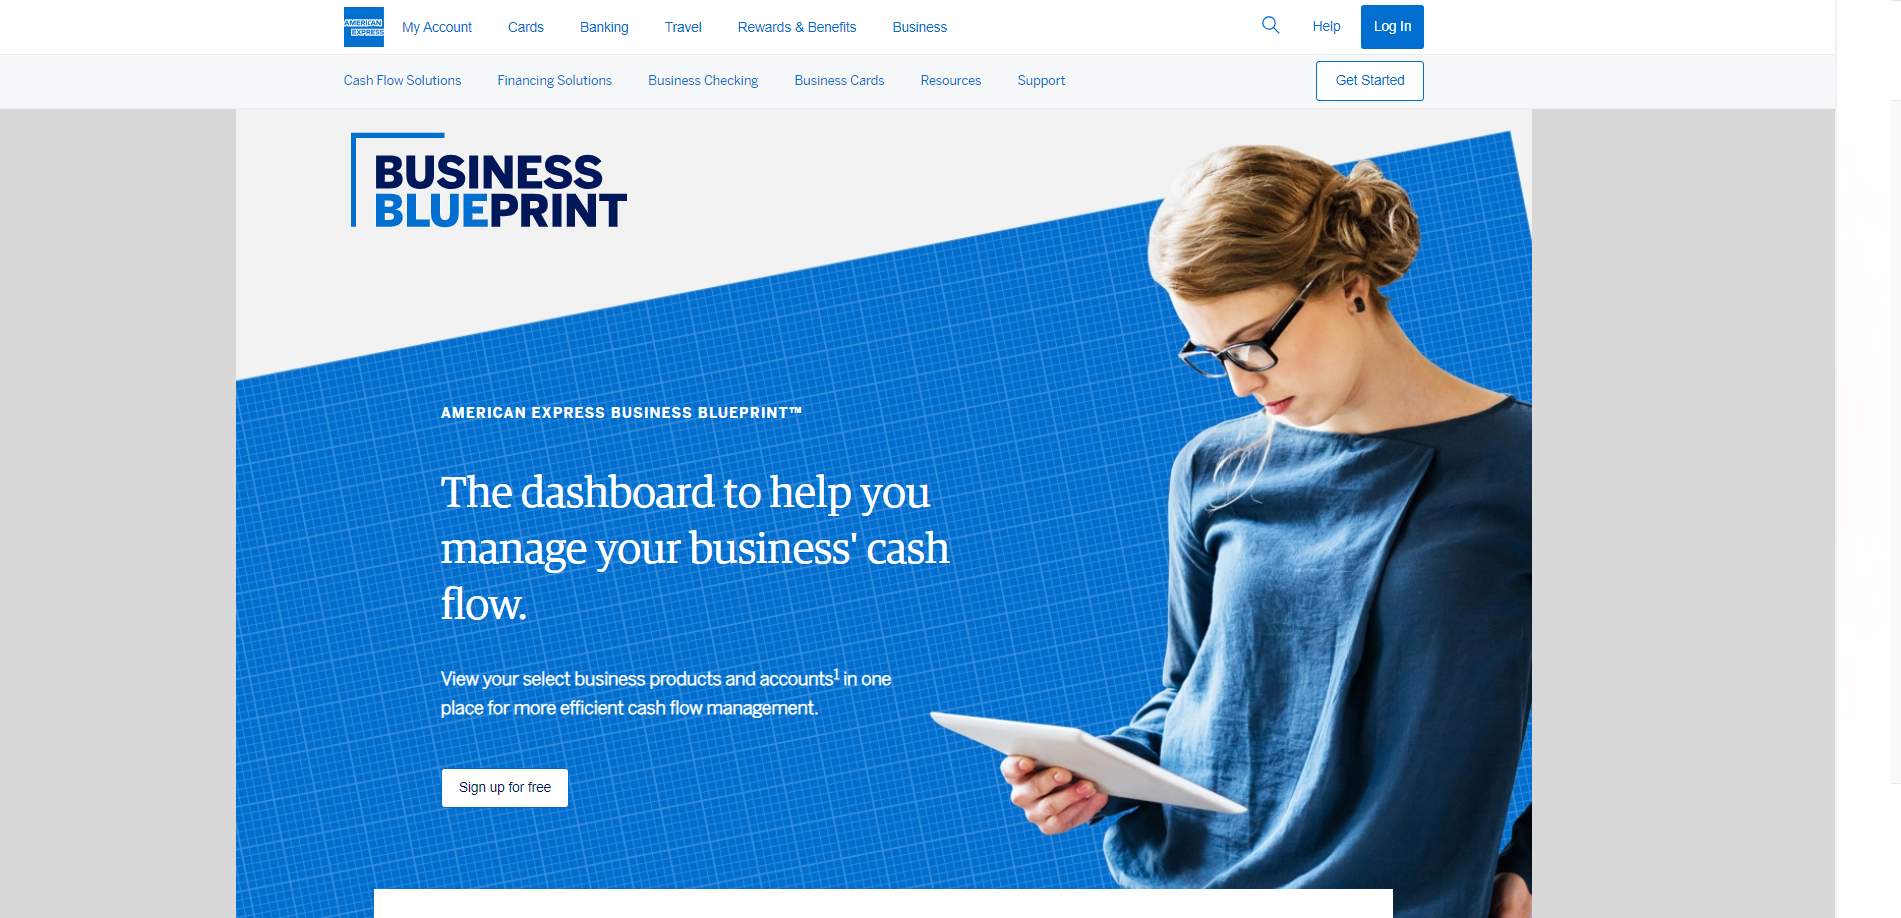 AMERICAN
EXPRESS
My Account
Cards
Banking
Travel
Rewards & Benefits
Business
Help
Log In
Cash Flow Solutions
Financing Solutions
Business Checking
Business Cards
Resources
Support
Get Started
BUSINESS
BLUEPRINT
AMERICAN EXPRESS BUSINESS BLUEPRINT™
The dashboard to help you
manage your business' cash
flow.
View your select business products and accounts¹ in one
place for more efficient cash flow management.
Sign up for free